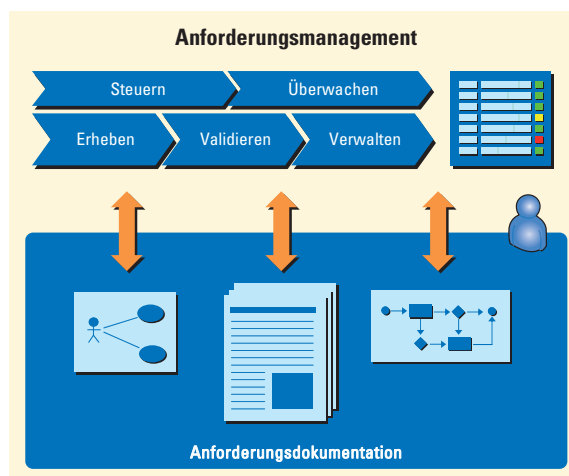 Anforderungsmanagement
Steuern
Überwachen
Erheben
Validieren
Verwalten
Anforderungsdokumentation